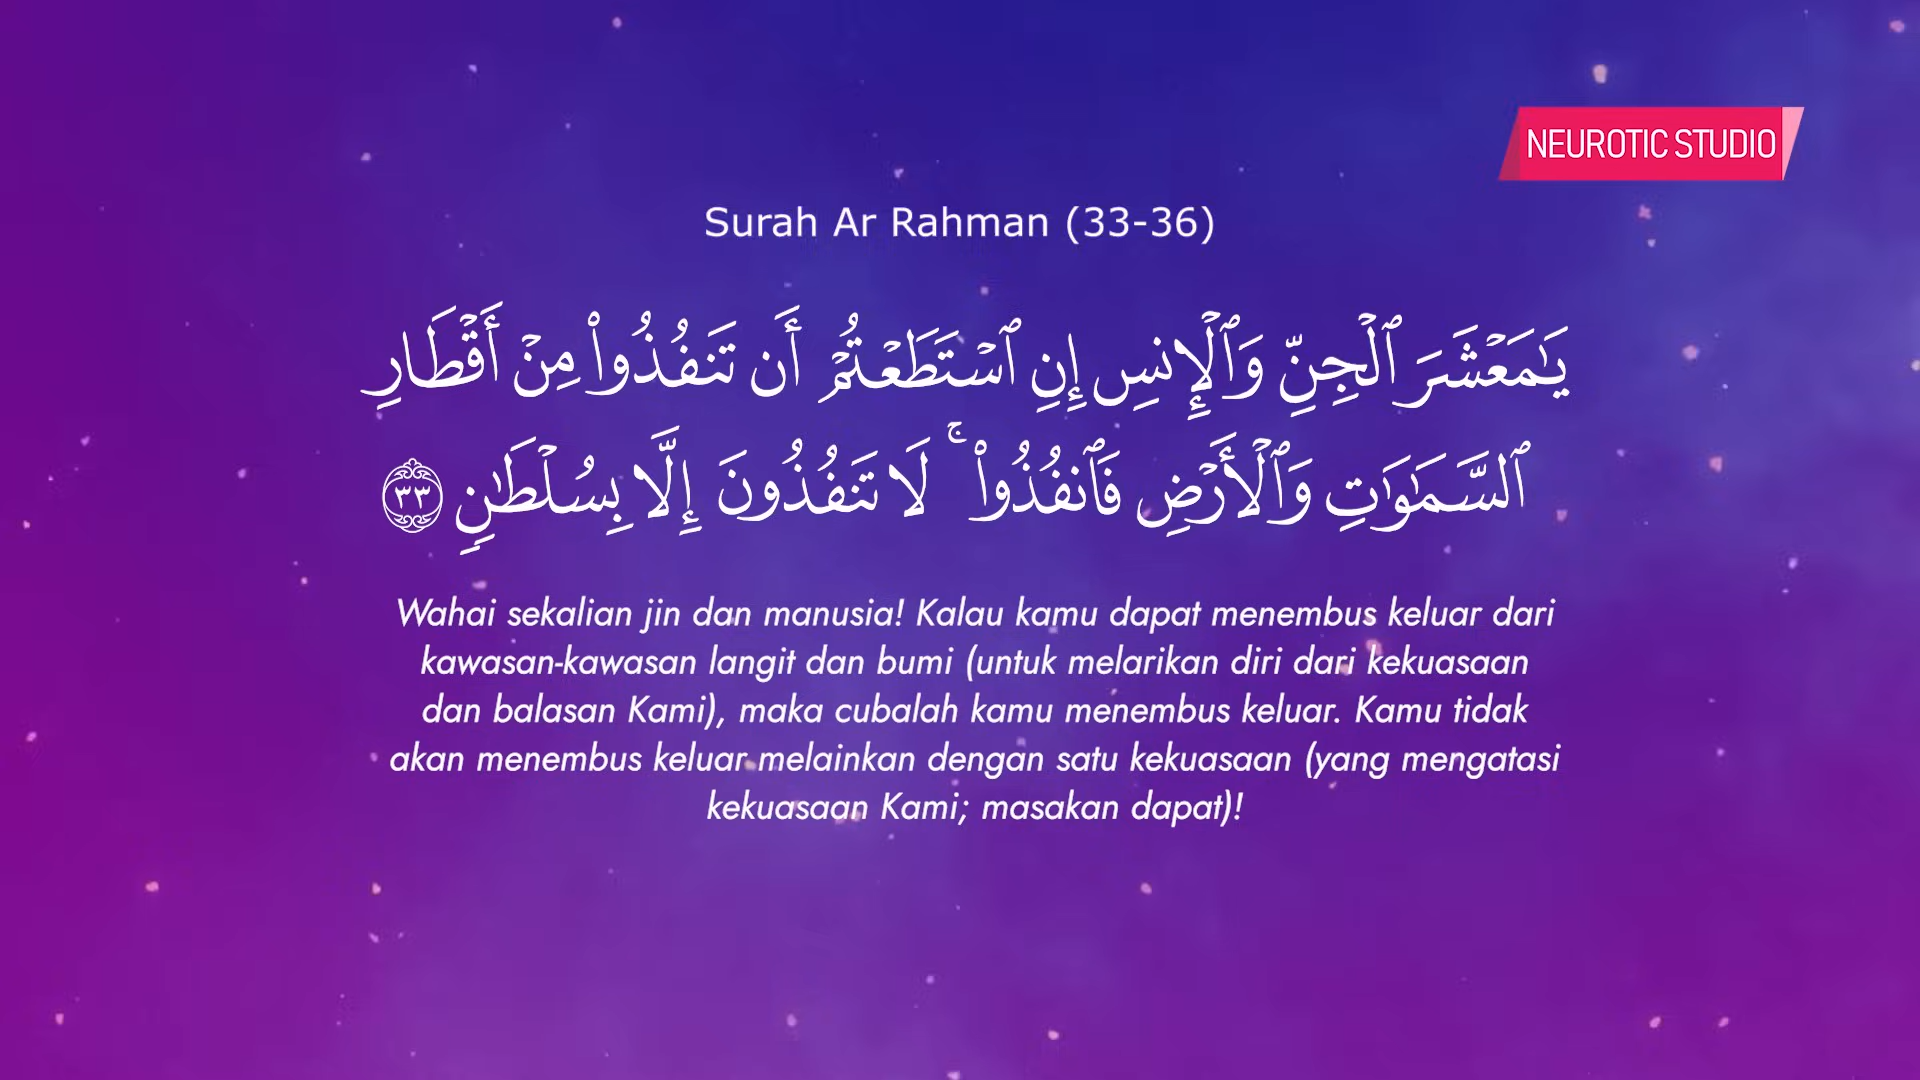 NEUROTIC STUDIO
Surah Ar Rahman (33-36)
يَـٰمَعْشَرَ ٱلْجِنِّ وَٱلْإِنسِ إِنِ ٱسْتَطَعْتُمْ أَن تَنفُذُوا۟ مِنْ أَقْطَارِ
ٱلسَّمَـٰوَٰتِ وَٱلْأَرْضِ فَٱنفُذُوا۟ ۚ لَا تَنفُذُونَ إِلَّا بِسُلْطَـٰنٍ ٣٣
Wahai sekalian jin dan manusia! Kalau kamu dapat menembus keluar dari
kawasan-kawasan langit dan bumi (untuk melarikan diri dari kekuasaan
dan balasan Kami), maka cubalah kamu menembus keluar. Kamu tidak
akan menembus keluar melainkan dengan satu kekuasaan (yang mengatasi
kekuasaan Kami; masakan dapat)!